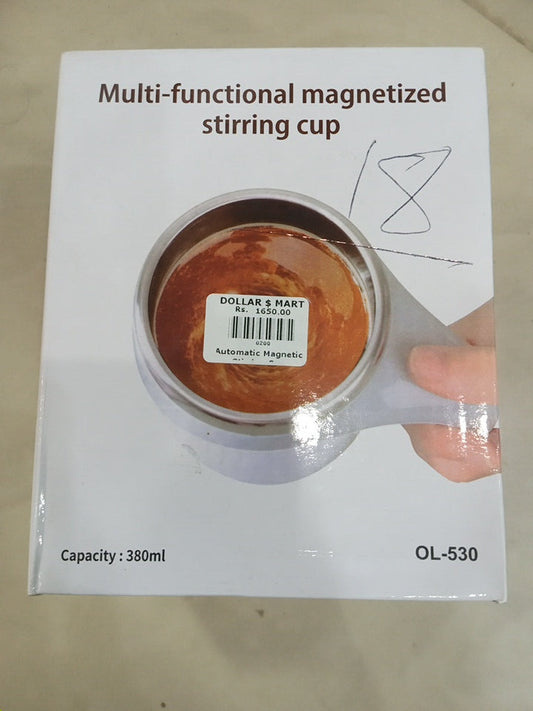 Multi-functional magnetized
stirring cup
18
DOLLAR $ MART
Rs. 1650.00
0200
Automatic Magnetic
Capacity : 380ml
OL-530